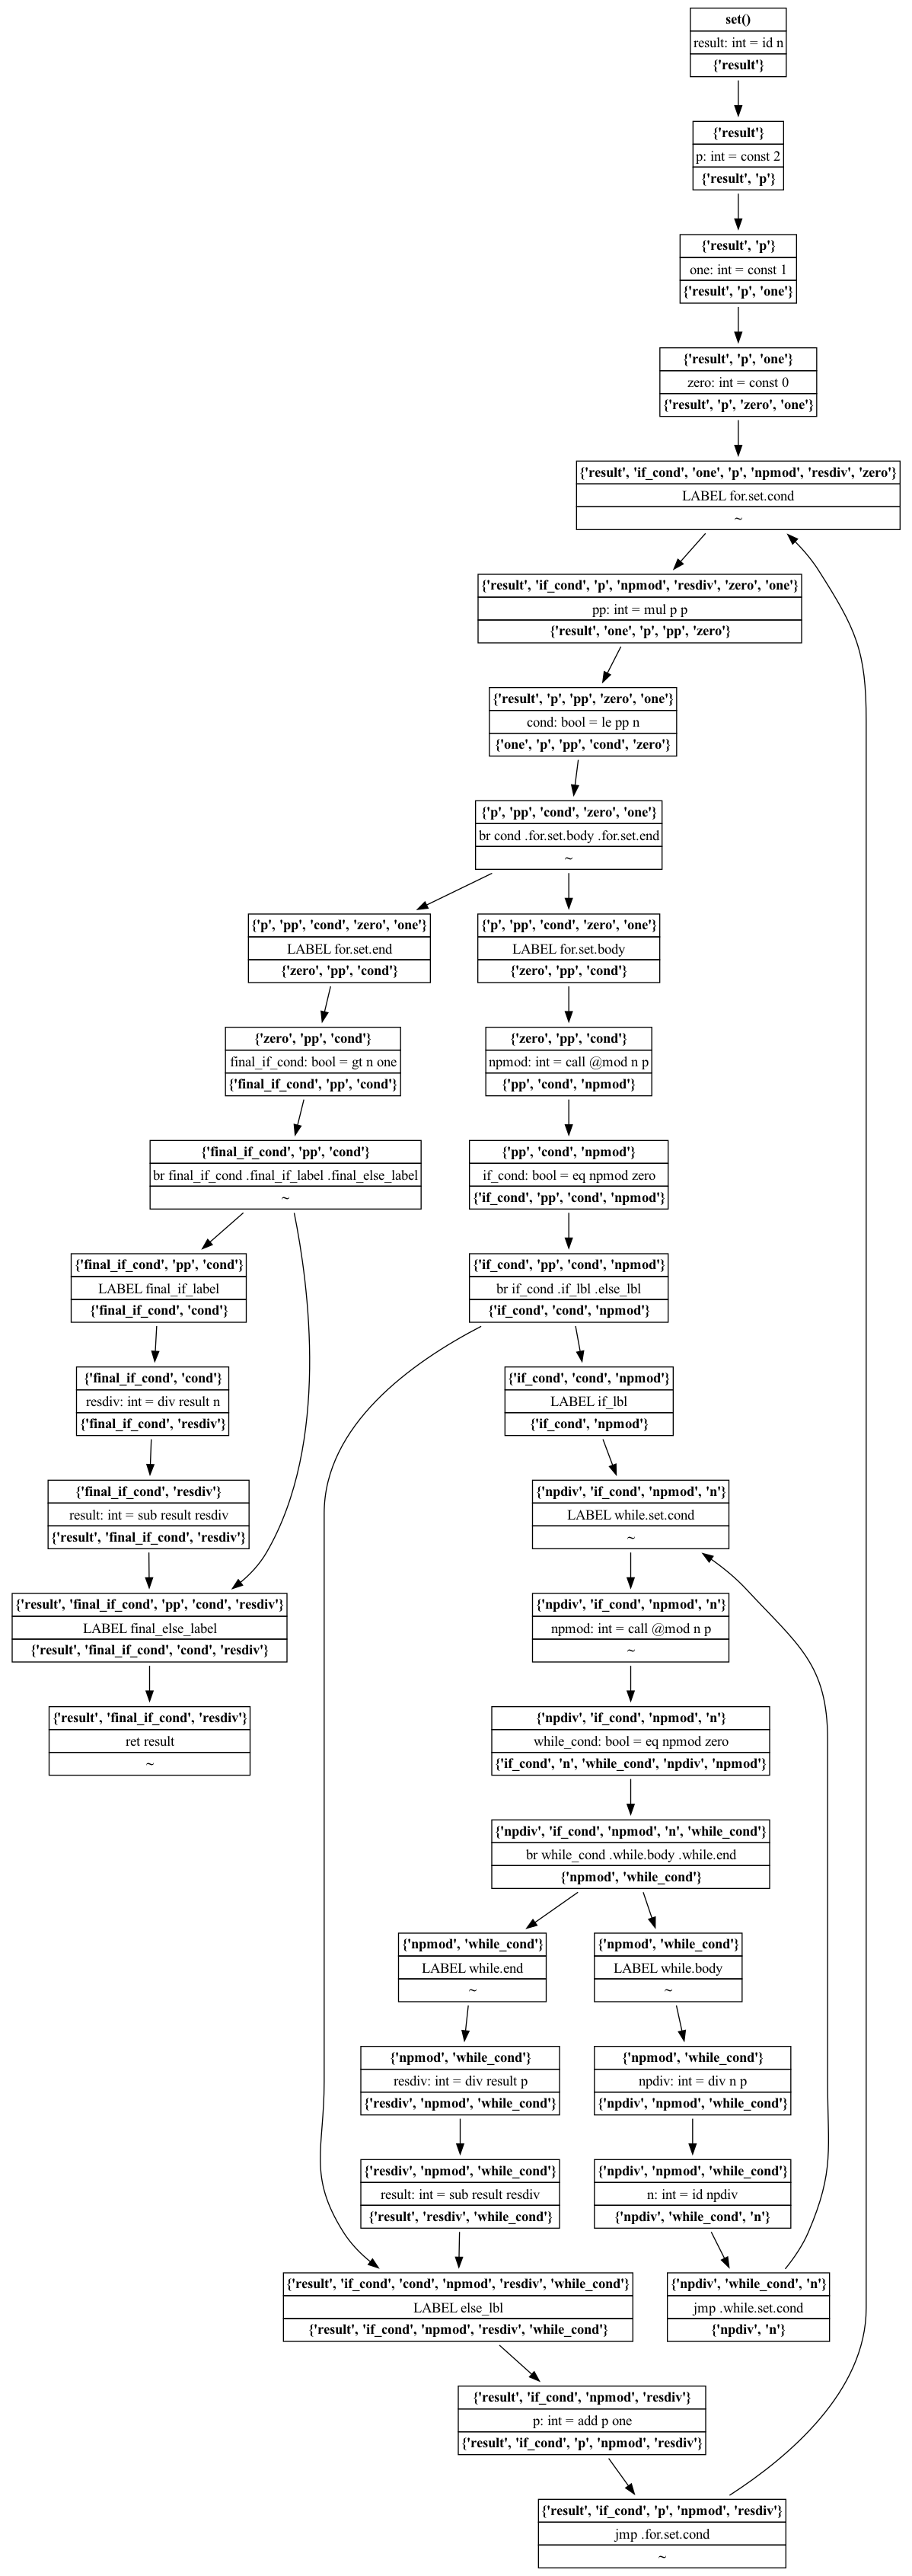 set()
result: int = id n
{'result'}
{'result'}
p: int = const 2
{'result', 'p'}
{'result', 'p'}
one: int = const 1
{'result', 'p', 'one'}
{'result', 'p', 'one'}
zero: int = const 0
{'result', 'p', 'zero', 'one'}
{'result', 'if_cond', 'one', 'p', 'npmod', 'resdiv', 'zero'}
LABEL for.set.cond
~
{'result', 'if_cond', 'p', 'npmod', 'resdiv', 'zero', 'one'}
pp: int = mul p p
{'result', 'one', 'p', 'pp', 'zero'}
{'result', 'p', 'pp', 'zero', 'one'}
cond: bool = le pp n
{'one', 'p', 'pp', 'cond', 'zero'}
{'p', 'pp', 'cond', 'zero', 'one'}
br cond .for.set.body .for.set.end
~
{'p', 'pp', 'cond', 'zero', 'one'}
LABEL for.set.end
{'zero', 'pp', 'cond'}
{'p', 'pp', 'cond', 'zero', 'one'}
LABEL for.set.body
{'zero', 'pp', 'cond'}
{'zero', 'pp', 'cond'}
final_if_cond: bool = gt n one
{'final_if_cond', 'pp', 'cond'}
{'zero', 'pp', 'cond'}
npmod: int = call @mod n p
{'pp', 'cond', 'npmod'}
{'final_if_cond', 'pp', 'cond'}
br final_if_cond .final_if_label .final_else_label
~
{'pp', 'cond', 'npmod'}
if_cond: bool = eq npmod zero
{'if_cond', 'pp', 'cond', 'npmod'}
{'final_if_cond', 'pp', 'cond'}
LABEL final_if_label
{'final_if_cond', 'cond'}
{'if_cond', 'pp', 'cond', 'npmod'}
br if_cond .if_lbl .else_lbl
{'if_cond', 'cond', 'npmod'}
{'final_if_cond', 'cond'}
resdiv: int = div result n
{'final_if_cond', 'resdiv'}
{'if_cond', 'cond', 'npmod'}
LABEL if_lbl
{'if_cond', 'npmod'}
{'final_if_cond', 'resdiv'}
result: int = sub result resdiv
{'result', 'final_if_cond', 'resdiv'}
{'npdiv', 'if_cond', 'npmod', 'n'}
LABEL while.set.cond
~
{'result', 'final_if_cond', 'pp', 'cond', 'resdiv'}
LABEL final_else_label
{'result', 'final_if_cond', 'cond', 'resdiv'}
{'npdiv', 'if_cond', 'npmod', 'n'}
npmod: int = call @mod n p
~
{'result', 'final_if_cond', 'resdiv'}
ret result
~
{'npdiv', 'if_cond', 'npmod', 'n'}
while_cond: bool = eq npmod zero
{'if_cond', 'n', 'while_cond', 'npdiv', 'npmod'}
{'npdiv', 'if_cond', 'npmod', 'n', 'while_cond'}
br while_cond .while.body .while.end
{'npmod', 'while_cond'}
{'npmod', 'while_cond'}
LABEL while.end
~
{'npmod', 'while_cond'}
LABEL while.body
~
{'npmod', 'while_cond'}
resdiv: int = div result p
{'resdiv', 'npmod', 'while_cond'}
{'npmod', 'while_cond'}
npdiv: int = div n p
{'npdiv', 'npmod', 'while_cond'}
{'resdiv', 'npmod', 'while_cond'}
result: int = sub result resdiv
{'result', 'resdiv', 'while_cond'}
{'npdiv', 'npmod', 'while_cond'}
n: int = id npdiv
{'npdiv', 'while_cond', 'n'}
{'result', 'if_cond', 'cond', 'npmod', 'resdiv', 'while_cond'}
LABEL else_lbl
{'result', 'if_cond', 'npmod', 'resdiv', 'while_cond'}
{'npdiv', 'while_cond', 'n'}
jmp .while.set.cond
{'npdiv', 'n'}
{'result', 'if_cond', 'npmod', 'resdiv'}
p: int = add p one
{'result', 'if_cond', 'p', 'npmod', 'resdiv'}
{'result', 'if_cond', 'p', 'npmod', 'resdiv'}
jmp .for.set.cond
~